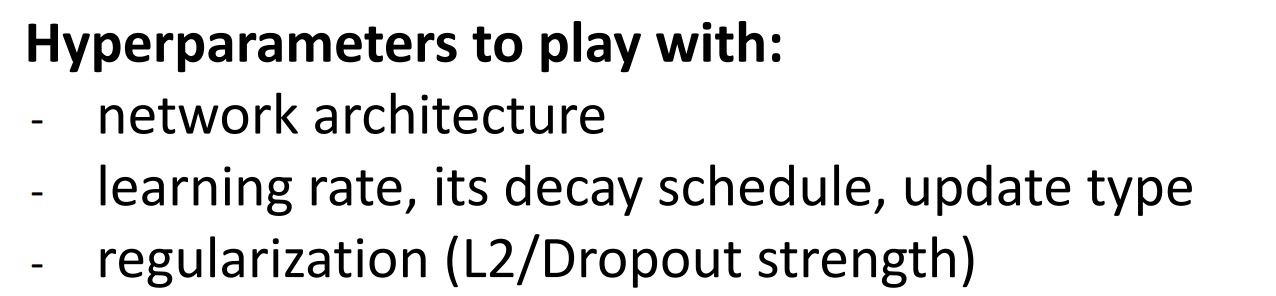 Hyperparameters to play with:
- network architecture
- learning rate, its decay schedule, update type
- regularization (L2/Dropout strength)